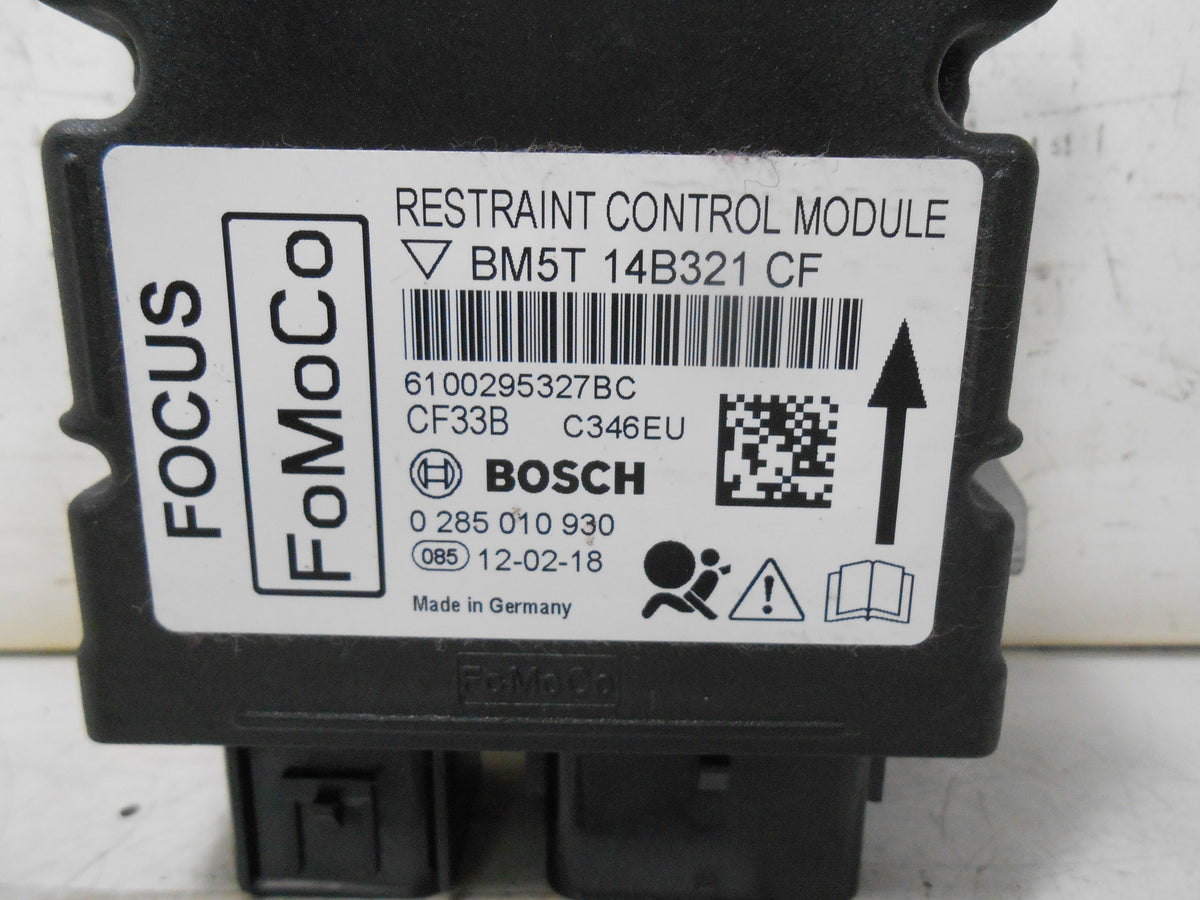 FOCUS
FoMoCo
RESTRAINT CONTROL MODULE
BM5T 14B321 CF
6100295327BC
CF33B C346EU
BOSCH
0 285 010 930
085 12-02-18
Made in Germany
FoMoCo